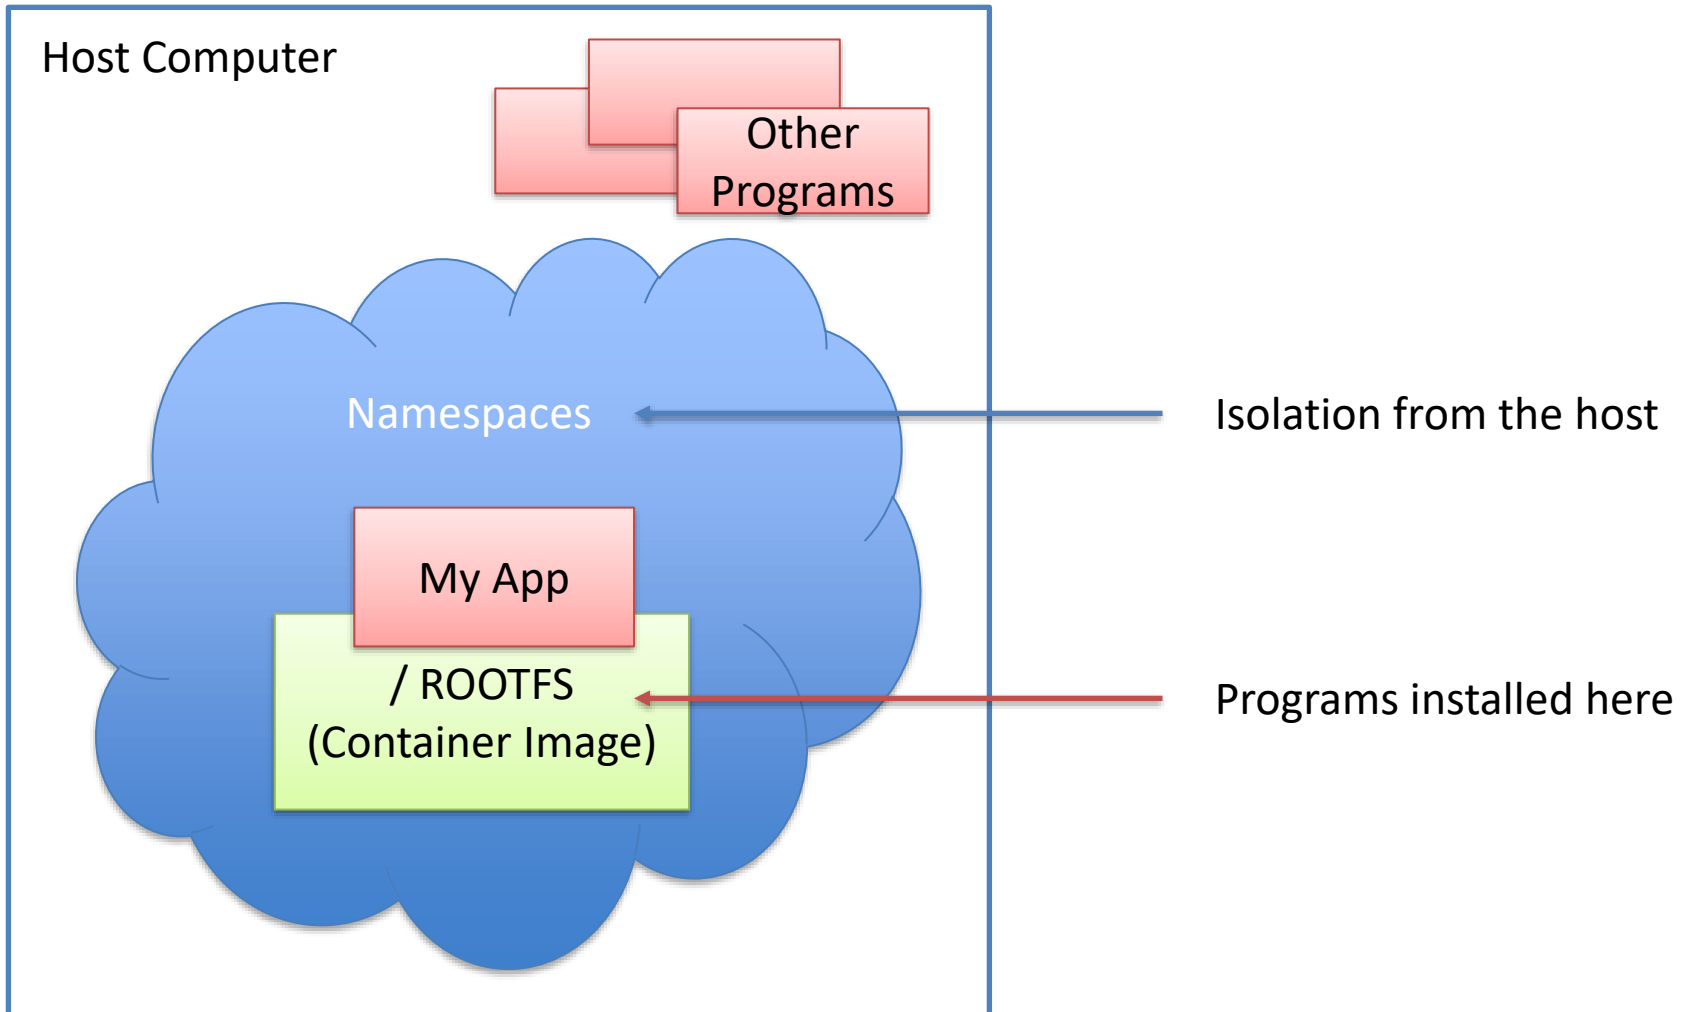 Host Computer
Other
Programs
Namespaces
Isolation from the host
My App
/ ROOTFS
(Container Image)
Programs installed here